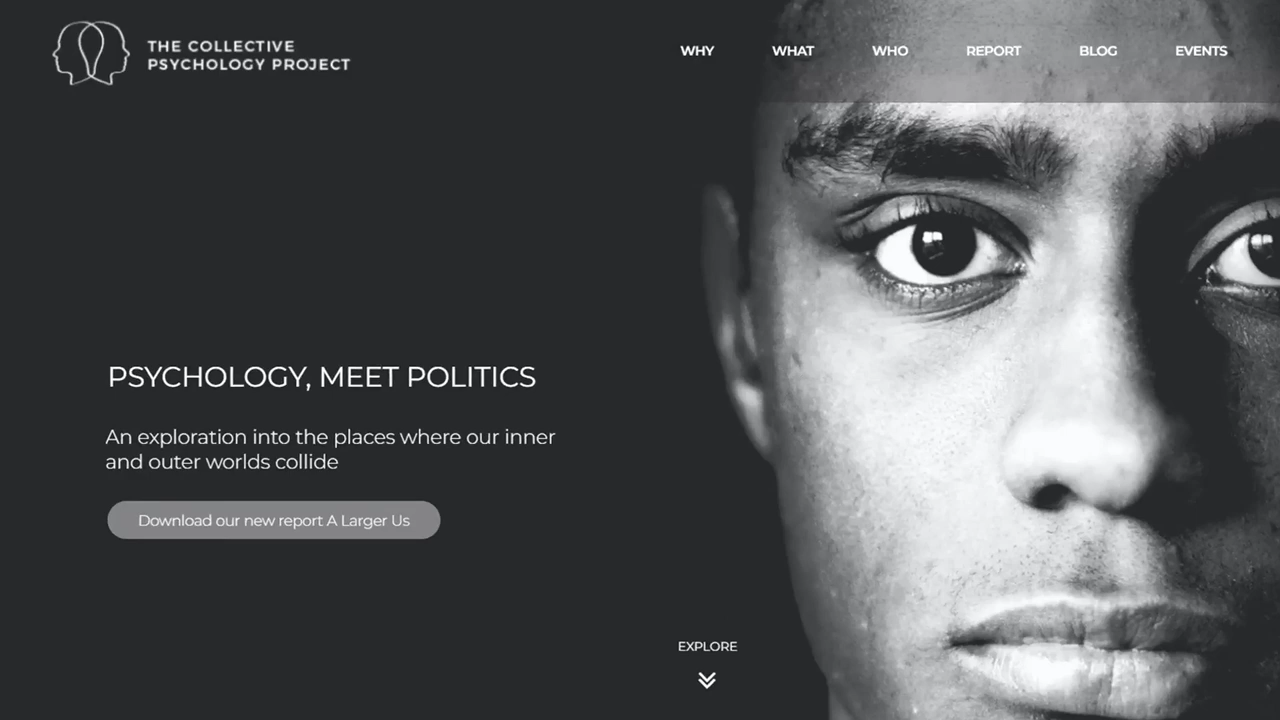 THE COLLECTIVE
PSYCHOLOGY PROJECT
WHY
WHAT
WHO
REPORT
BLOG
EVENTS
PSYCHOLOGY, MEET POLITICS
An exploration into the places where our inner
and outer worlds collide
Download our new report A Larger Us
EXPLORE